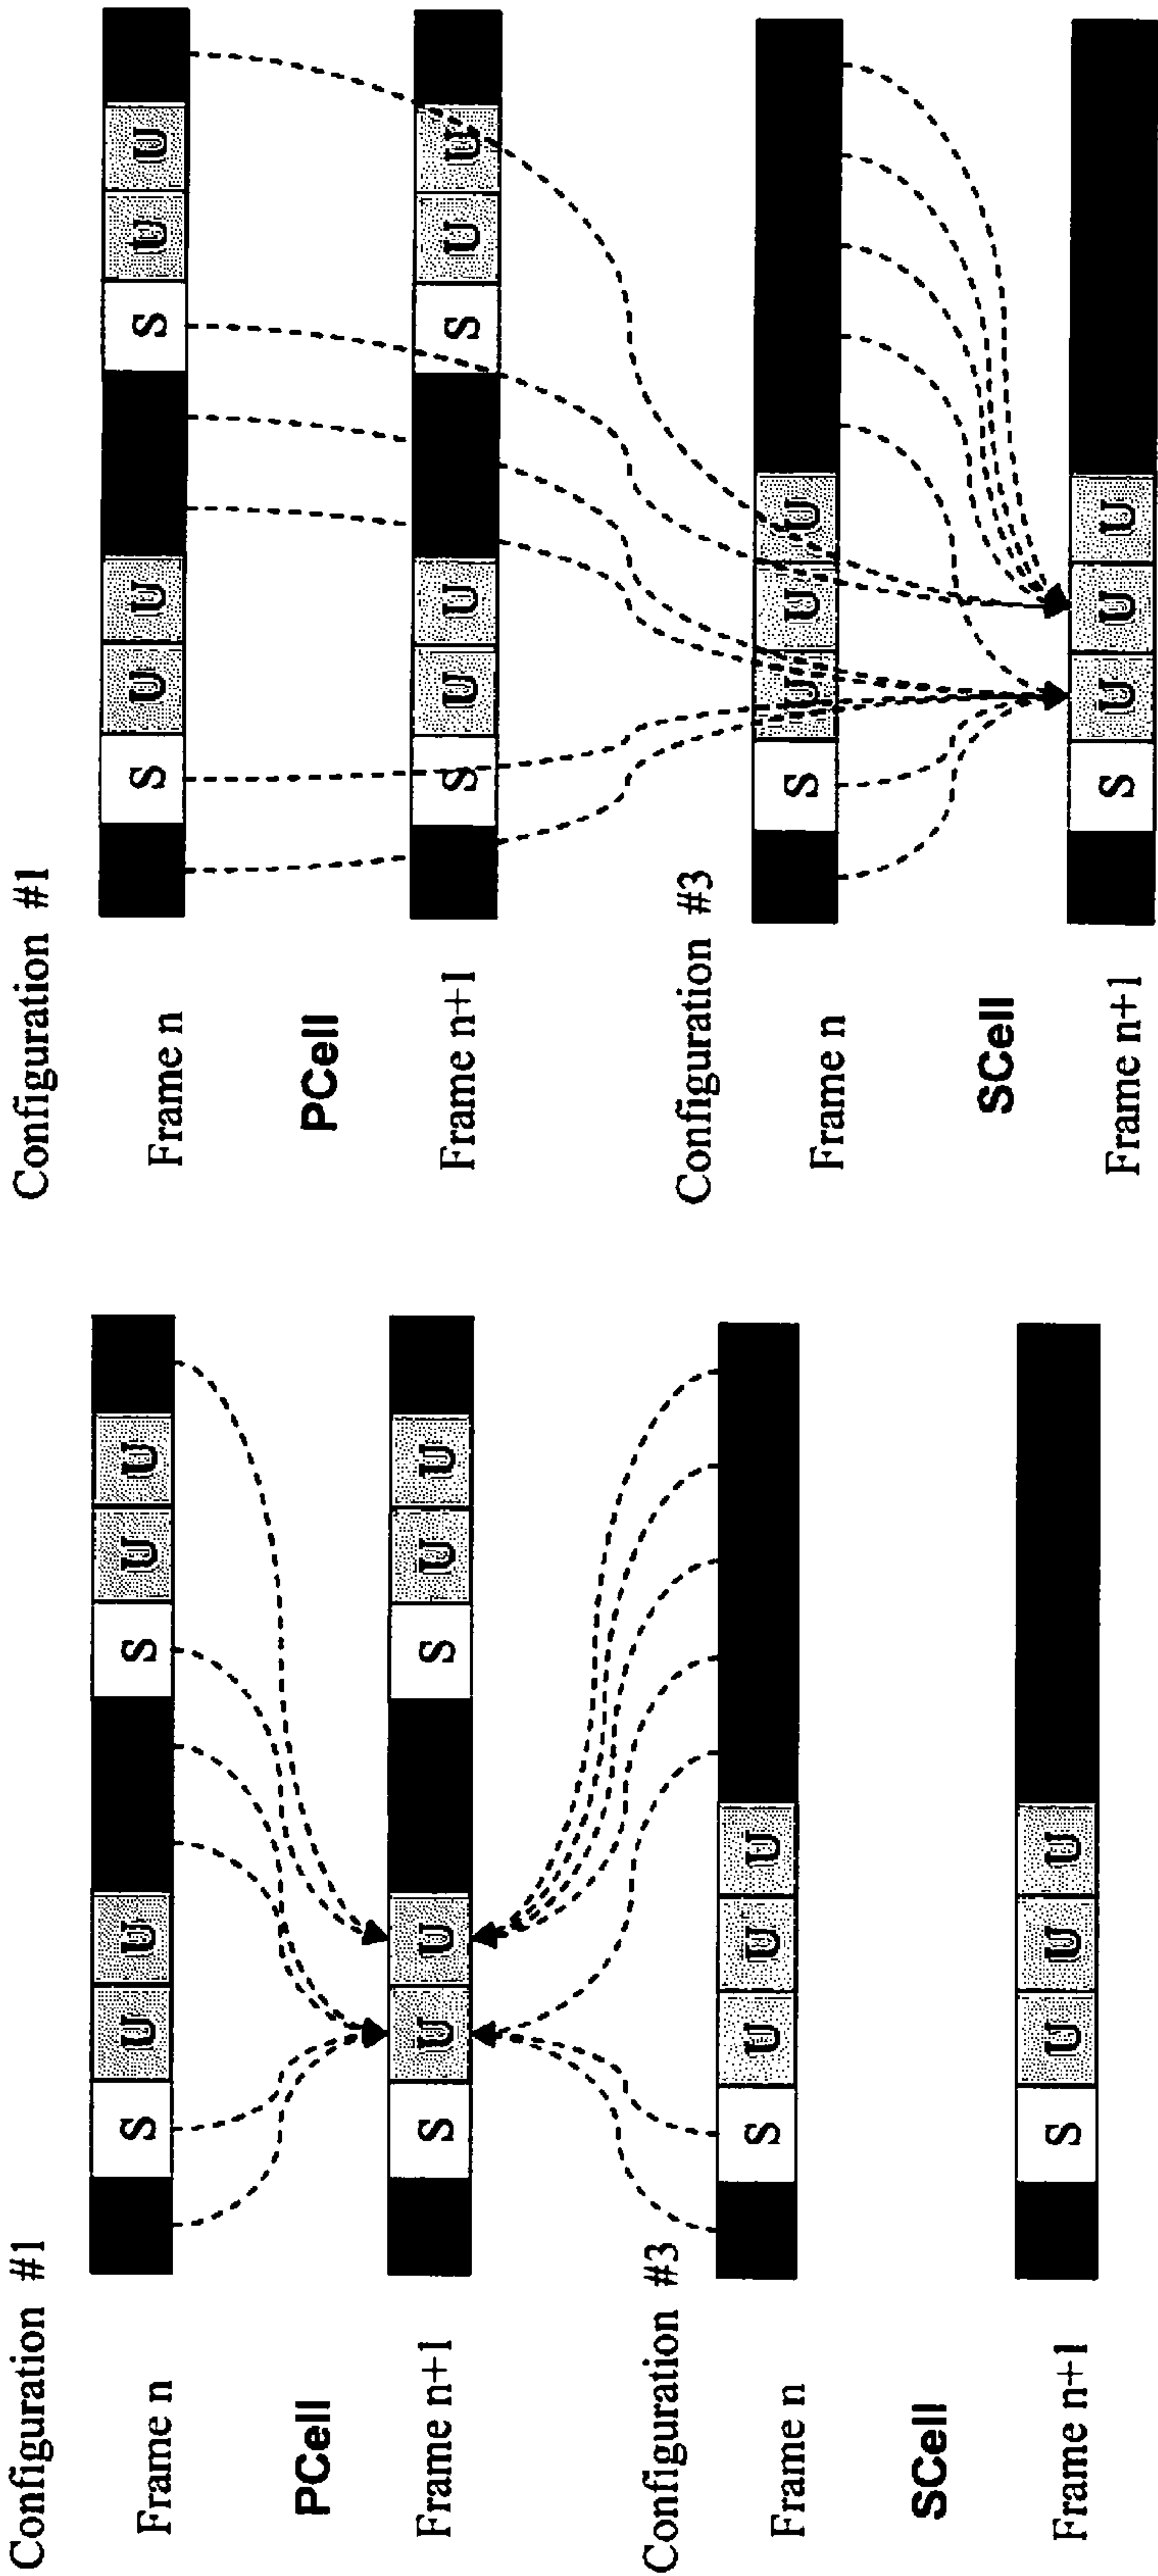 Configuration #1
Frame n S U U S U U
PCell
Frame n+1 S U U S U U
Configuration #3
Frame n S U U U
SCell
Frame n+1 S U U U
Configuration #1
Frame n S U U S U U
PCell
Frame n+1 S U U S U U
Configuration #3
Frame n S U U U
SCell
Frame n+1 S U U U